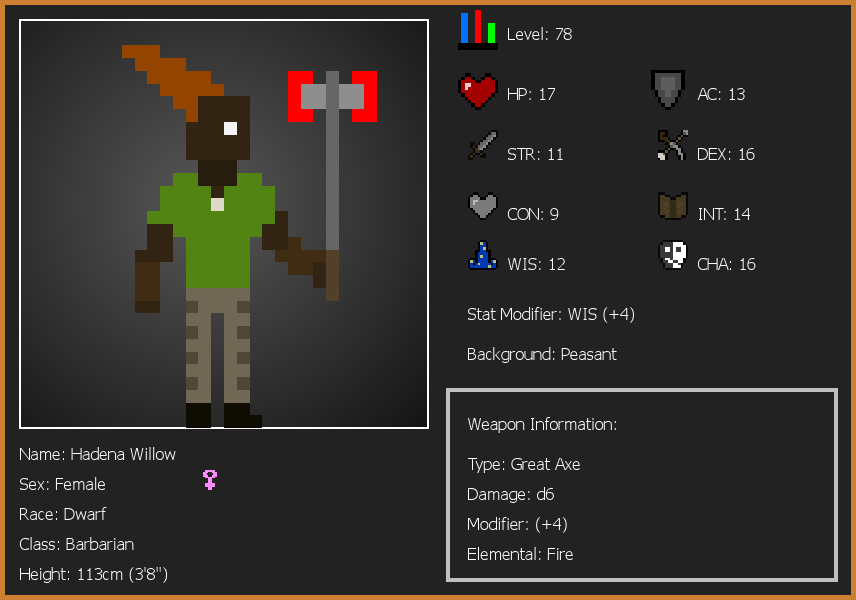 Level: 78
HP: 17
AC: 13
STR: 11
DEX: 16
CON: 9
INT: 14
WIS: 12
CHA: 16
Stat Modifier: WIS (+4)
Background: Peasant
Weapon Information:
Type: Great Axe
Damage: d6
Modifier: (+4)
Elemental: Fire
Name: Hadena Willow
Sex: Female
Race: Dwarf
Class: Barbarian
Height: 113cm (3'8")